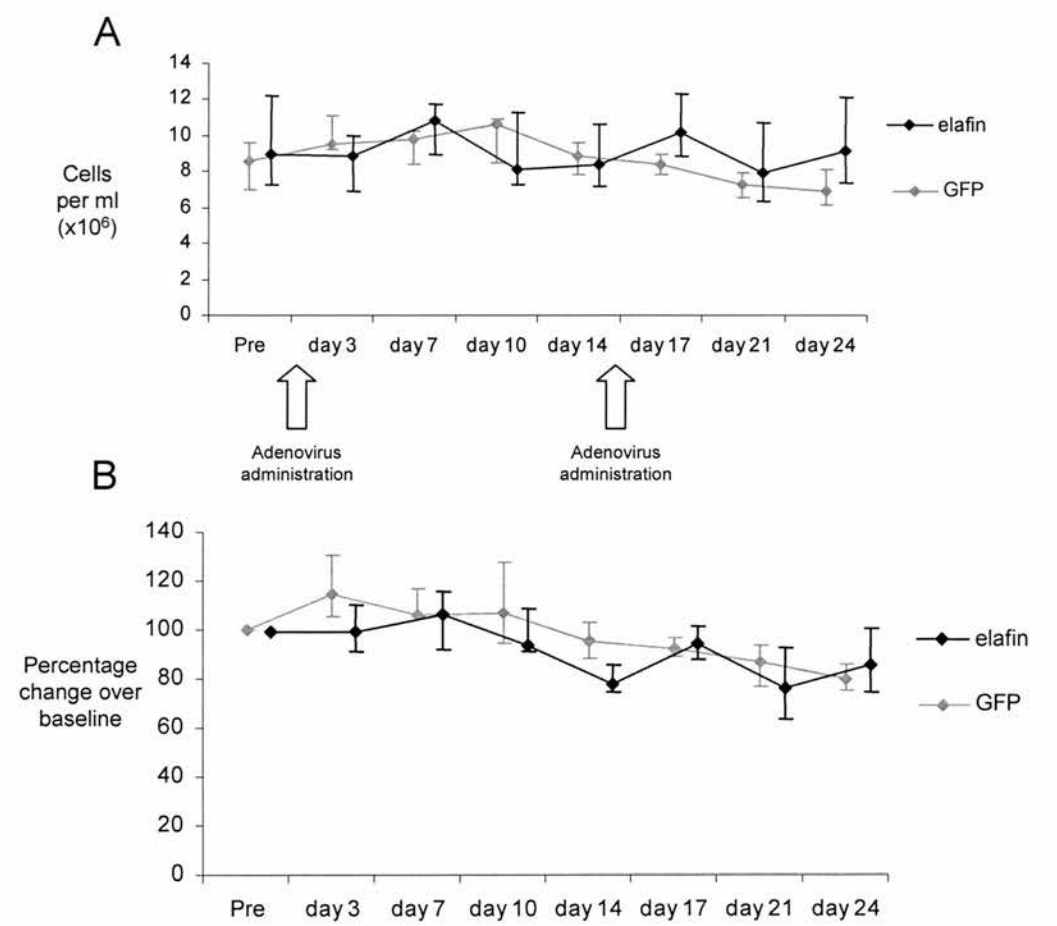 A
14
12
10
8
6
4
2
0
Cells
per ml
(x10⁶)
elafin
GFP
Pre day 3 day 7 day 10 day 14 day 17 day 21 day 24
Adenovirus
administration
Adenovirus
administration
B
140
120
100
80
60
40
20
0
Percentage
change over
baseline
elafin
GFP
Pre day 3 day 7 day 10 day 14 day 17 day 21 day 24